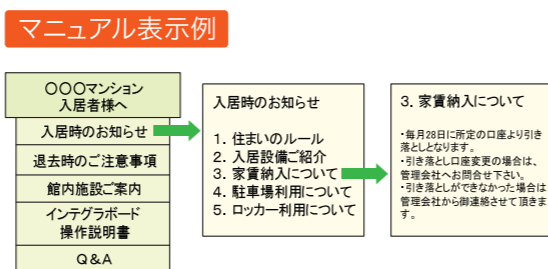 マニュアル表示例
〇〇〇マンション
入居者様へ
入居時のお知らせ
退去時のご注意事項
館内施設ご案内
インテグラボード
操作説明書
Q&A
入居時のお知らせ
1. 住まいのルール
2. 入居設備ご紹介
3. 家賃納入について
4. 駐車場利用について
5. ロッカー利用について
3. 家賃納入について
・毎月28日に所定の口座より引き
落としとなります。
・引き落とし口座変更の場合は、
管理会社へお問合せ下さい。
・引き落としができなかった場合は
管理会社から御連絡させて頂きま
す。